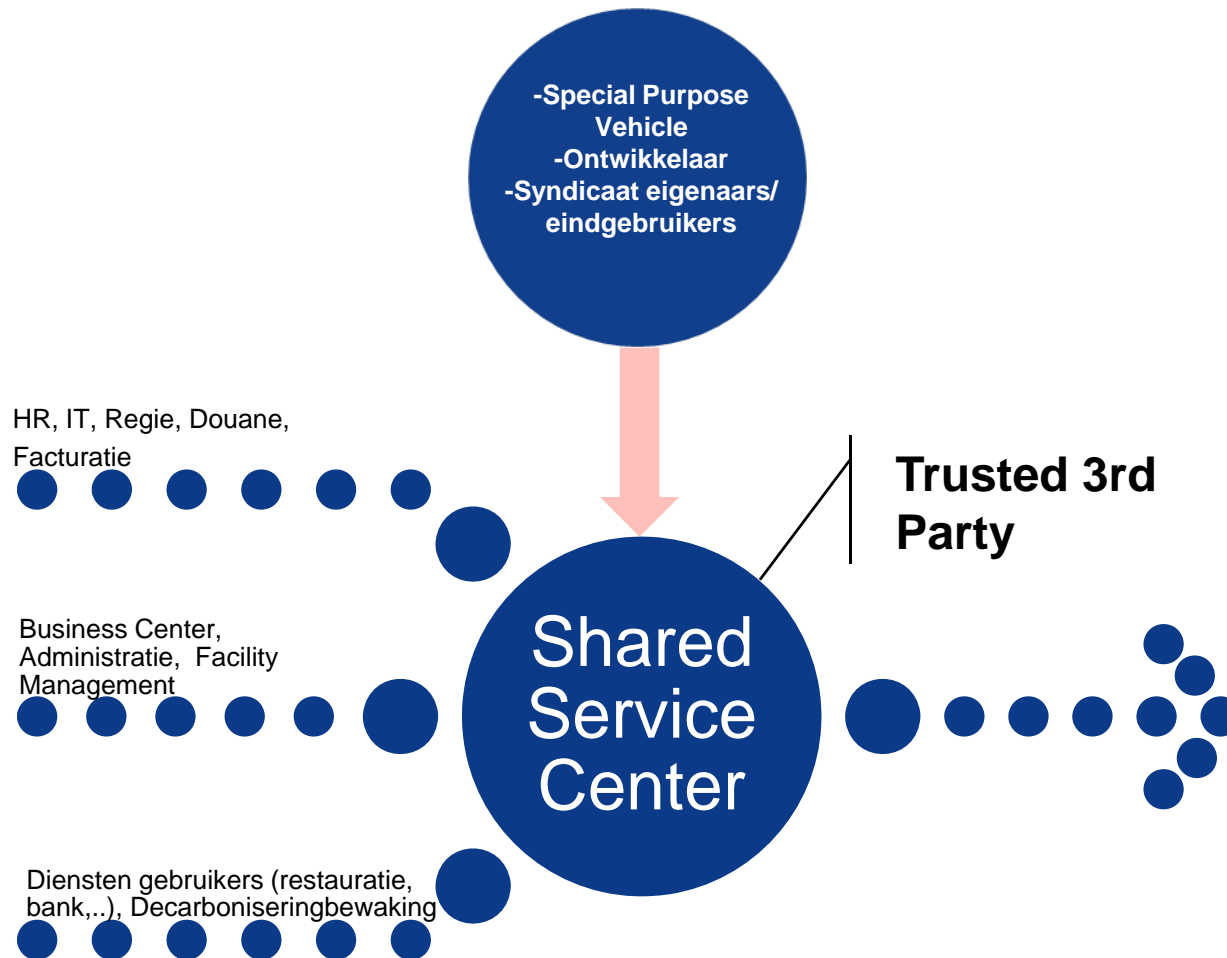 -Special Purpose
Vehicle
-Ontwikkelaar
-Syndicaat eigenaars/
eindgebruikers
HR, IT, Regie, Douane,
Facturatie
Trusted 3rd
Party
Business Center,
Administratie, Facility
Management
Shared
Service
Center
Diensten gebruikers (restauratie,
bank,..), Decarboniseringbewaking